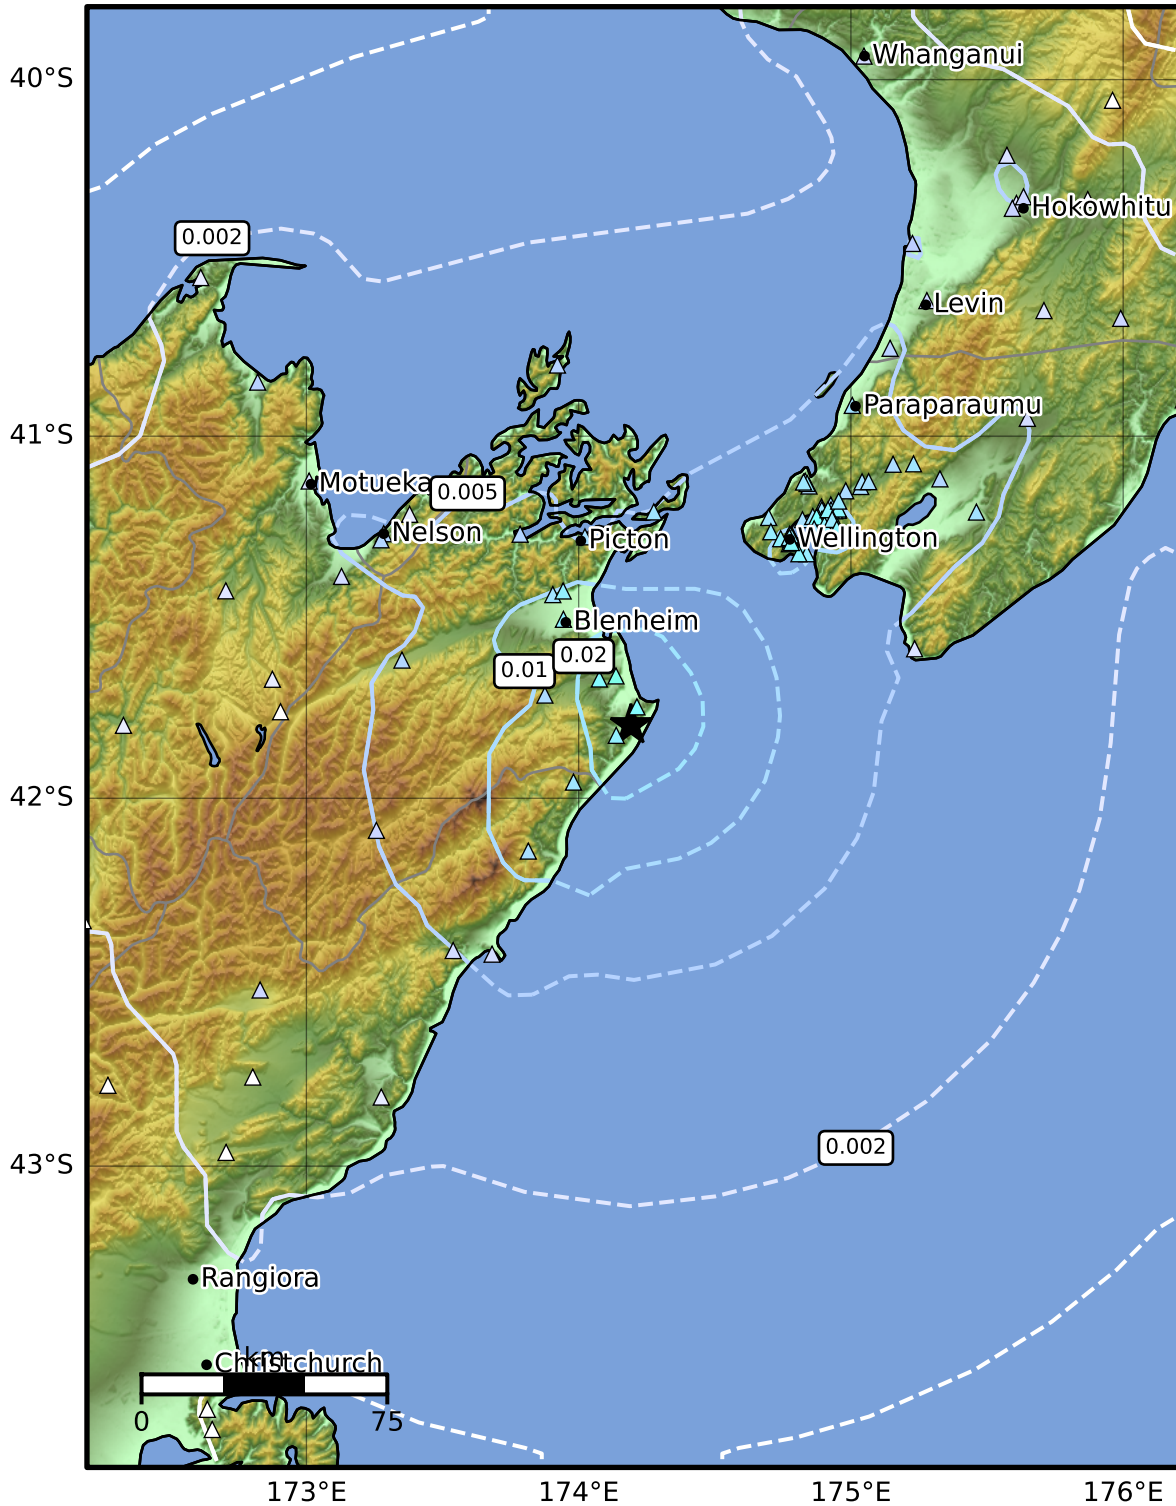 Whanganui
40°S
Hokowhitu
0.002
Levin
Paraparaumu
41°S
Motueka
0.005
Nelson
Picton
Wellington
Blenheim
0.02
0.01
42°S
0.002
43°S
Rangiora
km
Christchurch
0 75
173°E 174°E 175°E 176°E